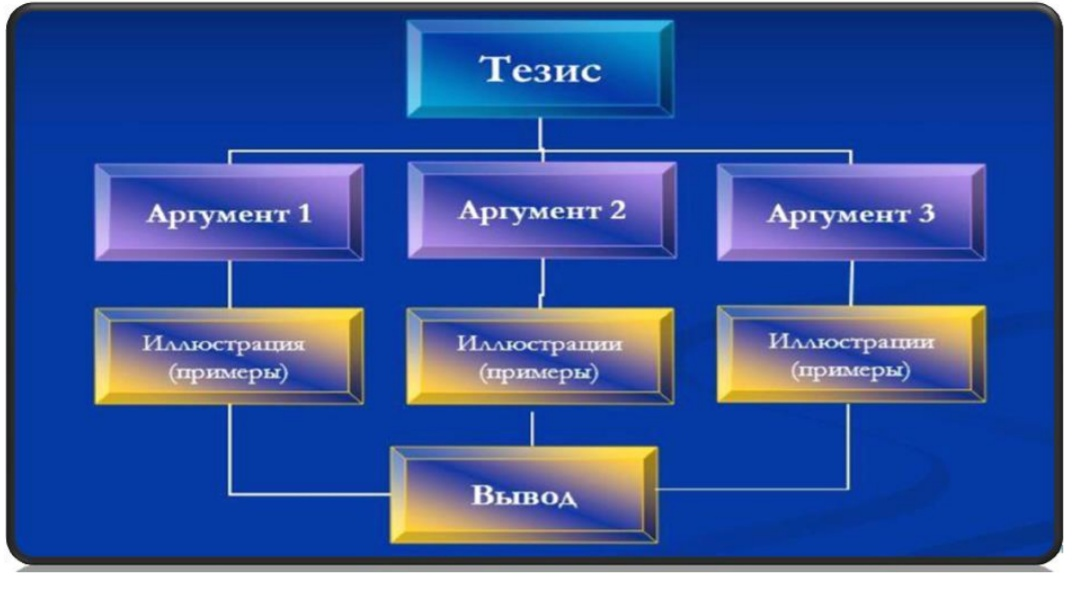 Тезис
Аргумент 1
Аргумент 2
Аргумент 3
Иллюстрация
(примеры)
Иллюстрации
(примеры)
Иллюстрации
(примеры)
Вывод